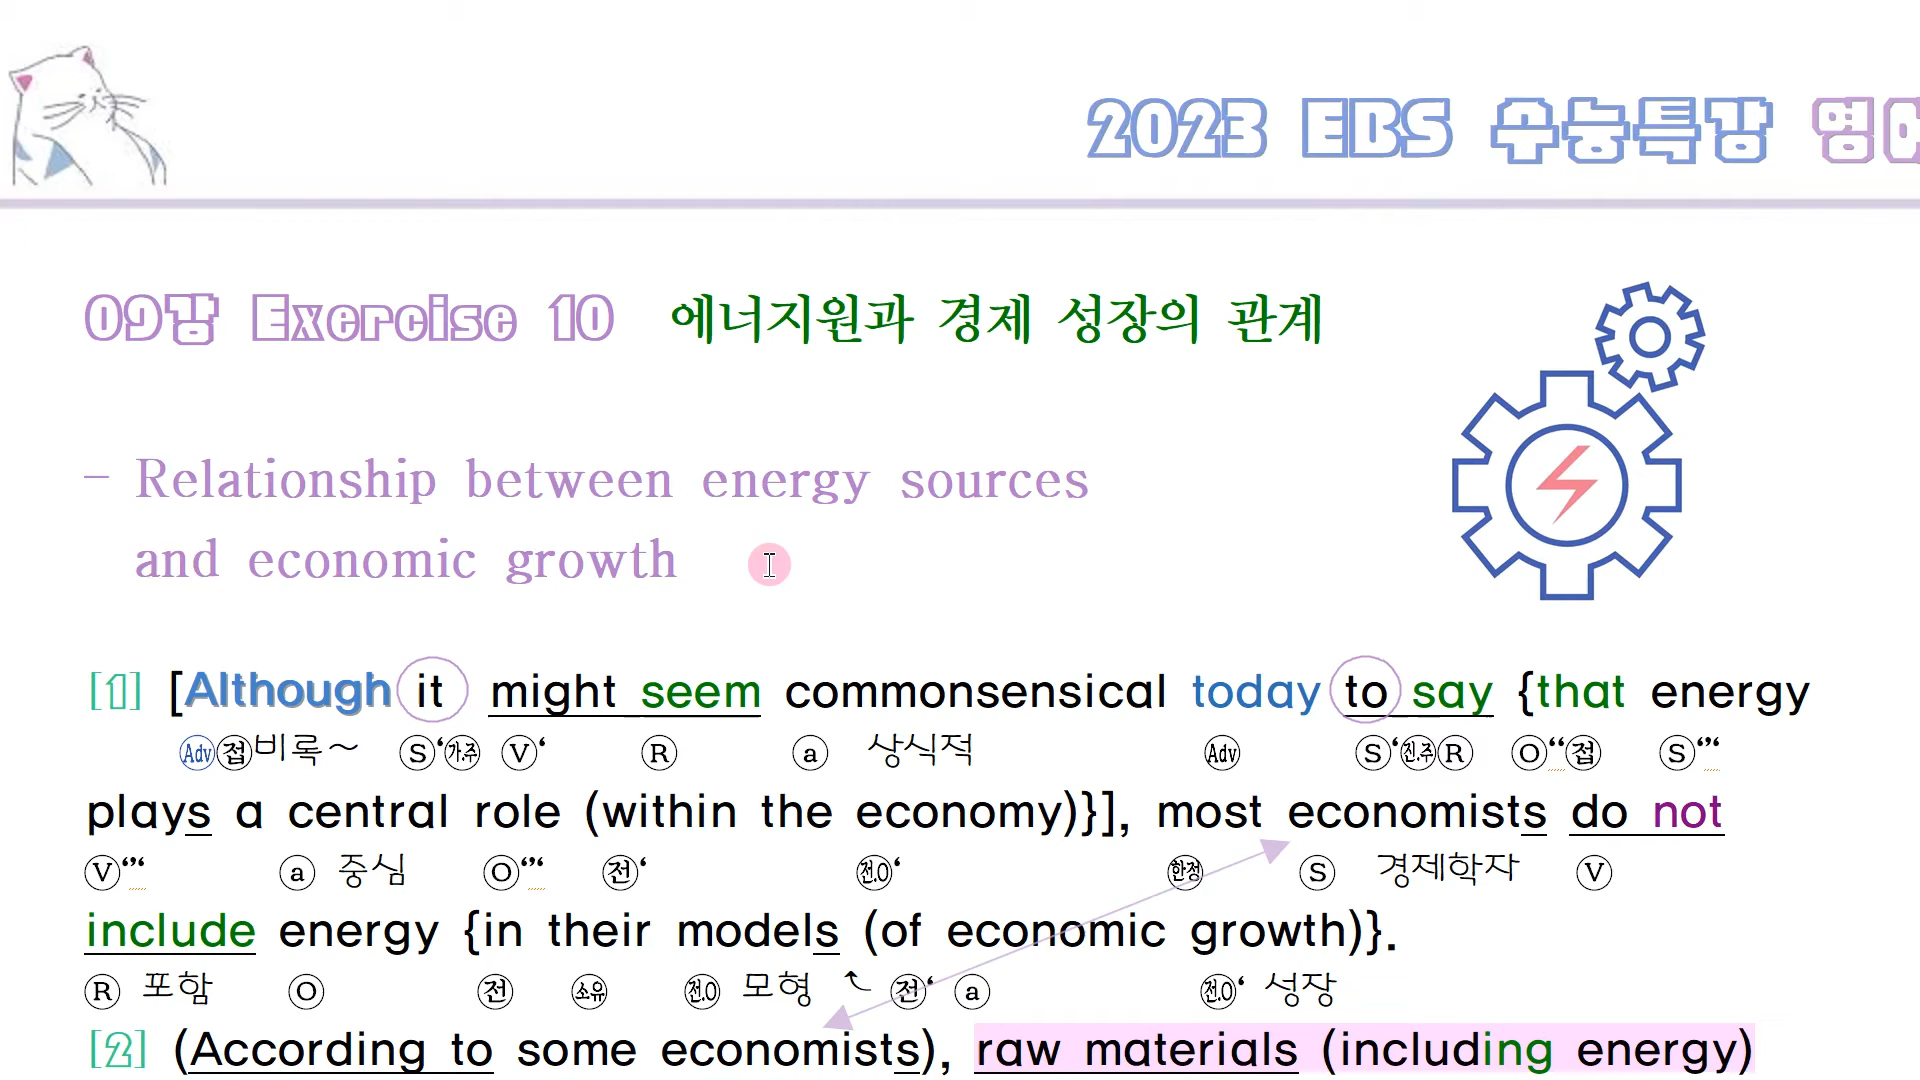 2023 EBS 수능특강 영어
09강 Exercise 10 에너지원과 경제 성장의 관계
- Relationship between energy sources
and economic growth
[1] [Although it might seem commonsensical today to say {that energy
Adv 접 비록~ S‘ 가.주 V‘ R a 상식적 Adv S‘ 진.주 R O“ 접 S“‘
plays a central role (within the economy)}], most economists do not
V“‘ a 중심 O“‘ 전‘ 전.O‘ 한정 S 경제학자 V
include energy {in their models (of economic growth)}.
R 포함 O 전 소유 전.O 모형 전‘ a 전.O‘ 성장
[2] (According to some economists), raw materials (including energy)